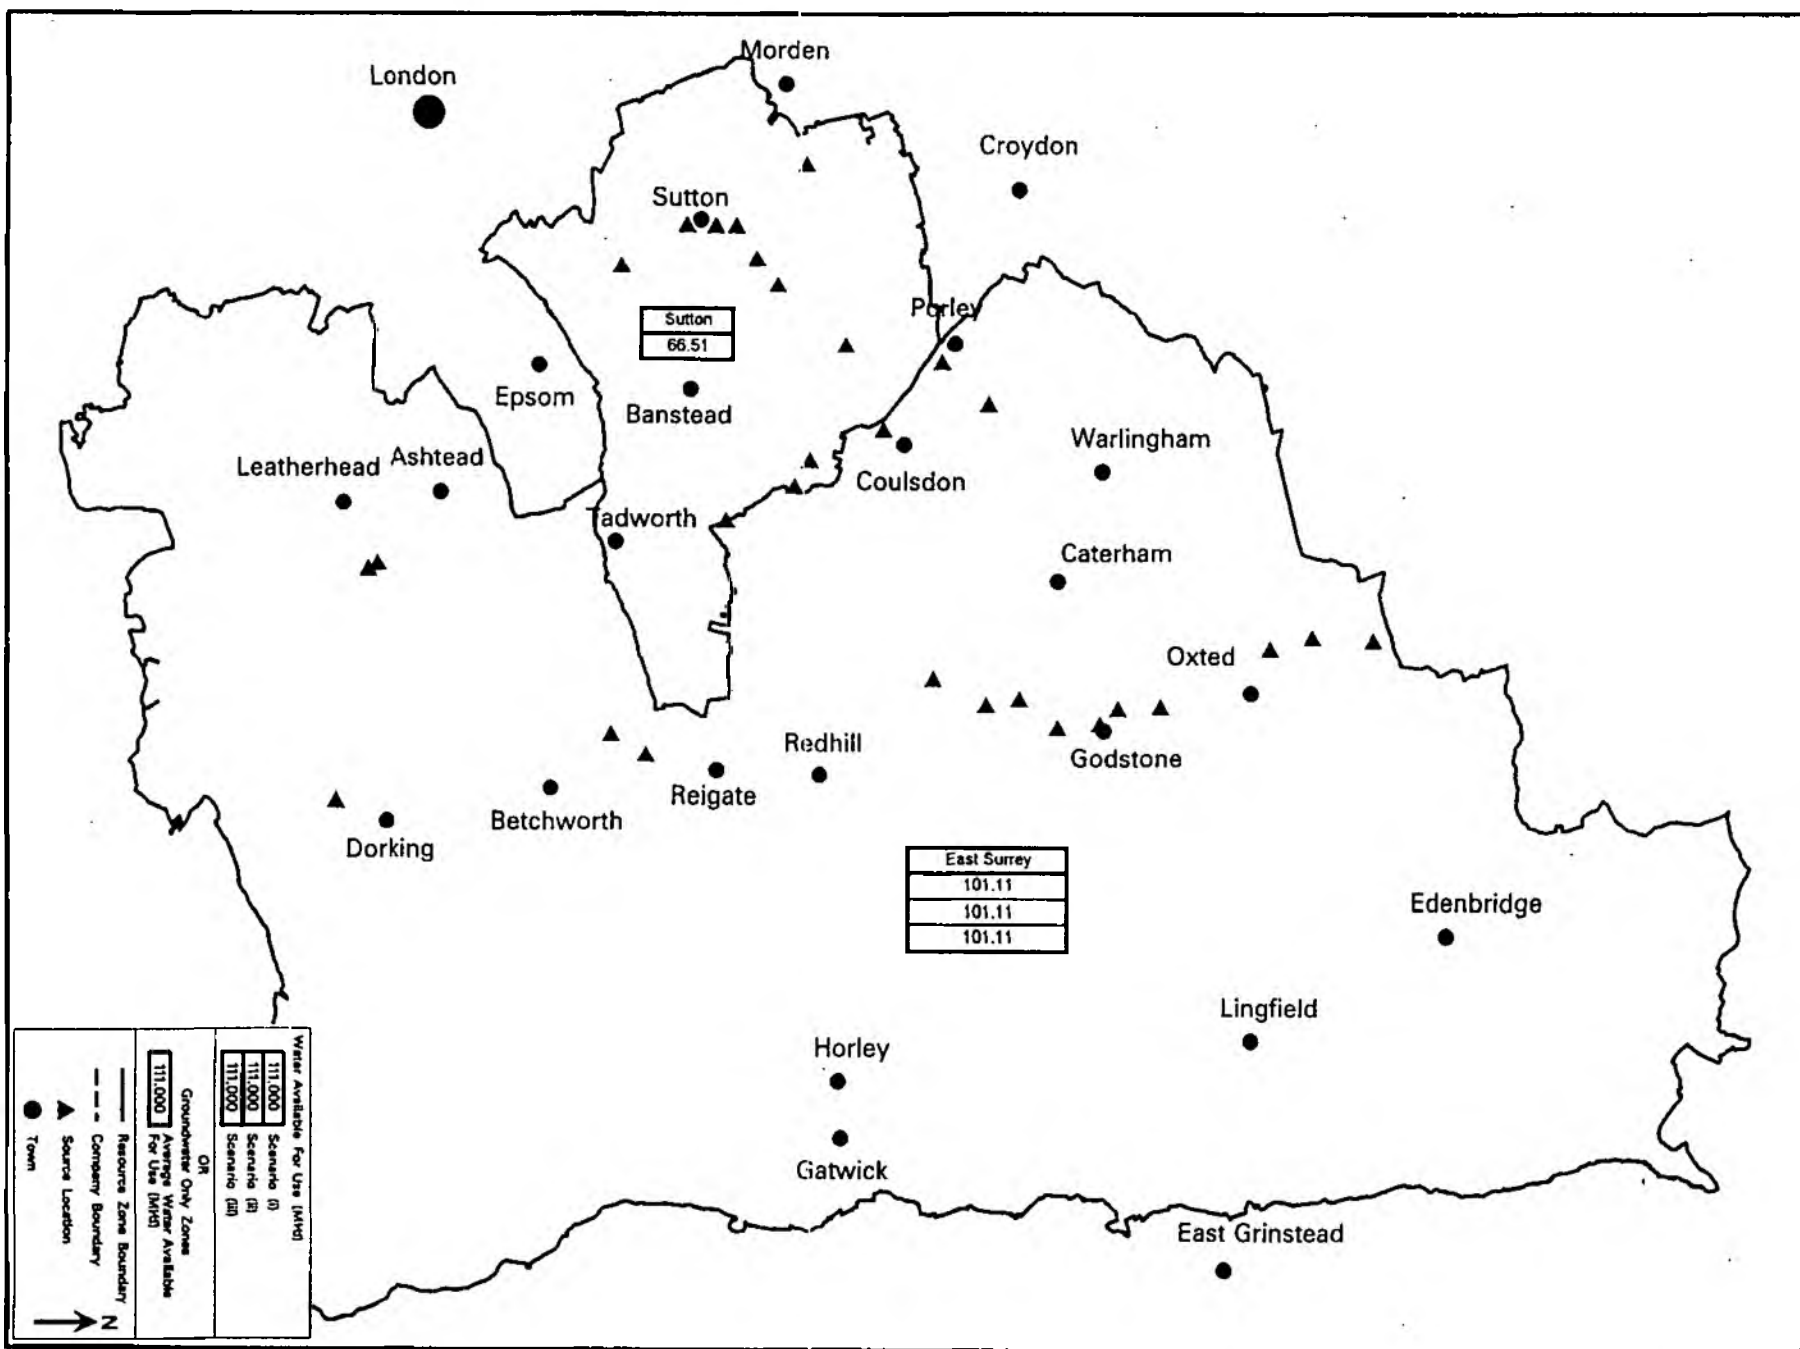 Morden
London
Croydon
Sutton
Purley
Sutton
66.51
Epsom
Banstead
Warlingham
Ashtead
Leatherhead
Coulsdon
Tadworth
Caterham
Oxted
Redhill
Godstone
Reigate
Betchworth
Dorking
East Surrey
101.11
101.11
101.11
Edenbridge
Lingfield
Horley
Gatwick
East Grinstead
Water Available For Use (Ml/d)
111.000 Scenario (i)
111.000 Scenario (ii)
111.000 Scenario (iii)
OR
Groundwater Only Zones
111.000 Average Water Available
For Use (Ml/d)
Resource Zone Boundary
Company Boundary
Source Location
Town
N